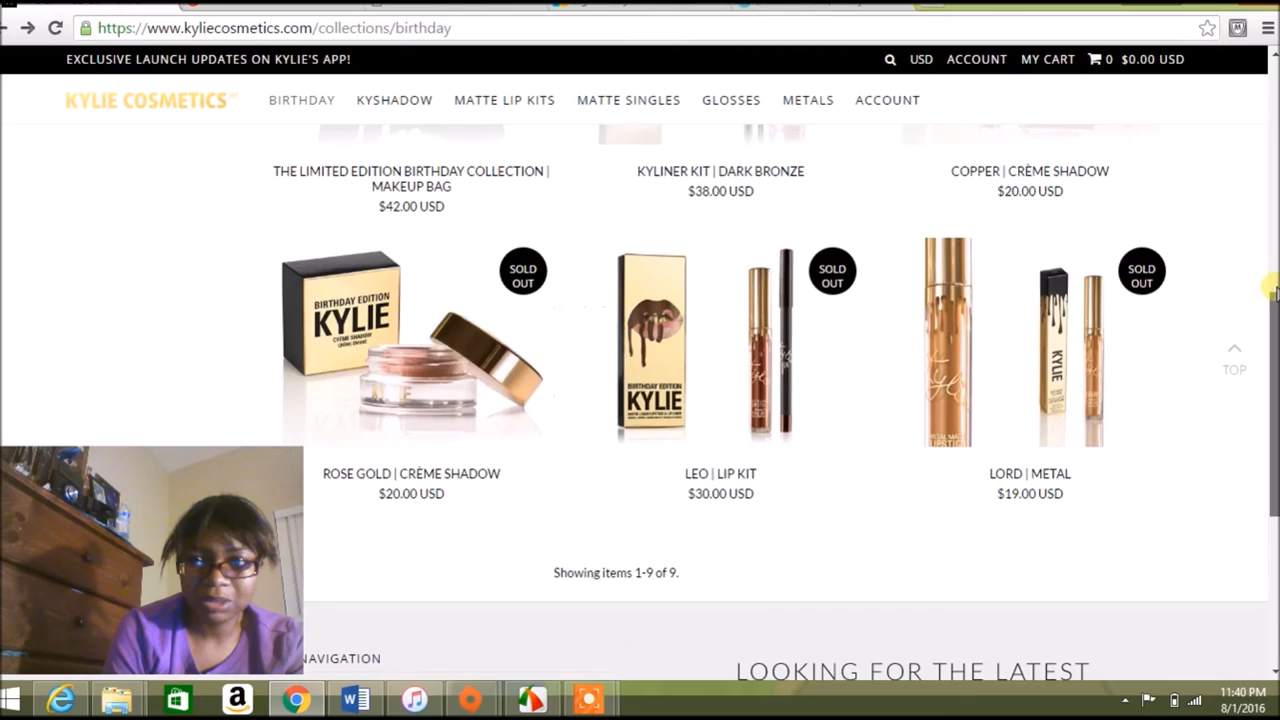 https://www.kyliecosmetics.com/collections/birthday
EXCLUSIVE LAUNCH UPDATES ON KYLIE'S APP!
USD ACCOUNT MY CART 0 $0.00 USD
KYLIE COSMETICS
BIRTHDAY KYSHADOW MATTE LIP KITS MATTE SINGLES GLOSSES METALS ACCOUNT
THE LIMITED EDITION BIRTHDAY COLLECTION |
MAKEUP BAG
$42.00 USD
KYLINER KIT | DARK BRONZE
$38.00 USD
COPPER | CRÈME SHADOW
$20.00 USD
SOLD
OUT
BIRTHDAY EDITION
KYLIE
CRÈME SHADOW
SOLD
OUT
BIRTHDAY EDITION
KYLIE
SOLD
OUT
KYLIE
TOP
ROSE GOLD | CRÈME SHADOW
$20.00 USD
LEO | LIP KIT
$30.00 USD
LORD | METAL
$19.00 USD
Showing items 1-9 of 9.
NAVIGATION
LOOKING FOR THE LATEST
11:40 PM
8/1/2016